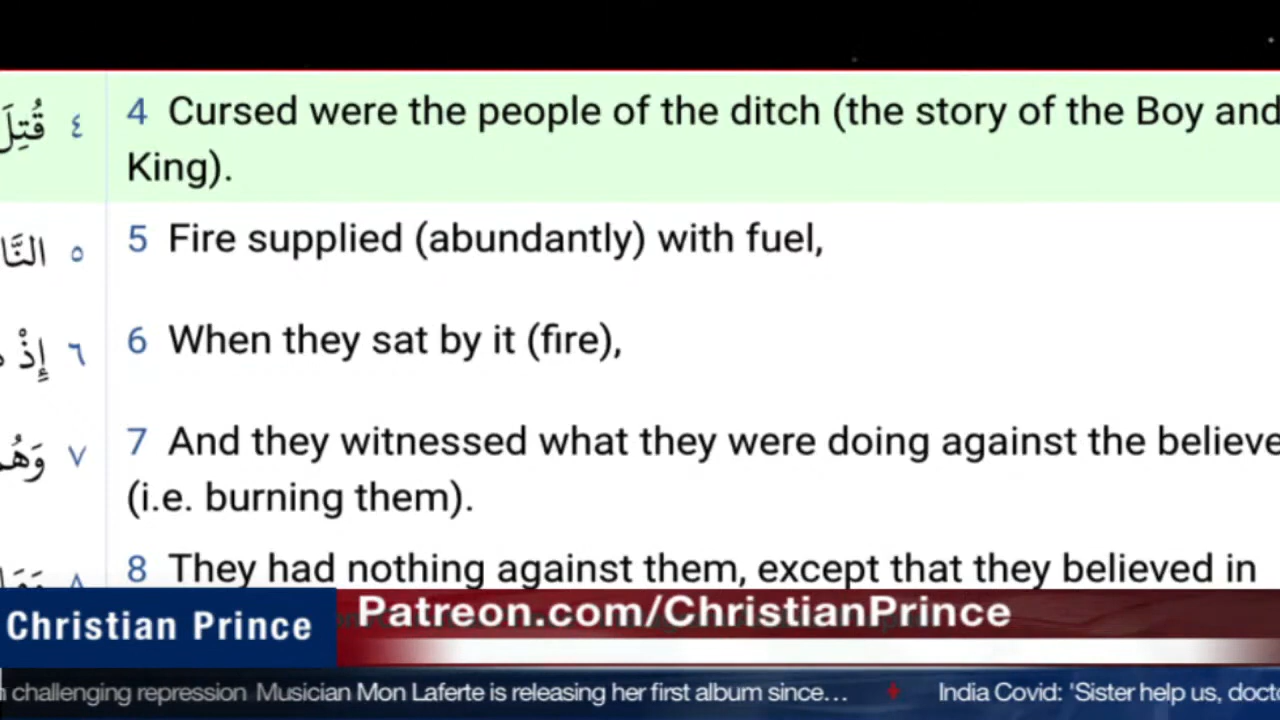 قُتِلَ ٤ 4 Cursed were the people of the ditch (the story of the Boy and
King).
٥ 5 Fire supplied (abundantly) with fuel,
إِذْ ٦ 6 When they sat by it (fire),
٧ 7 And they witnessed what they were doing against the believe
(i.e. burning them).
8 They had nothing against them, except that they believed in
Christian Prince
Patreon.com/ChristianPrince
challenging repression Musician Mon Laferte is releasing her first album since... India Covid: 'Sister help us, docto